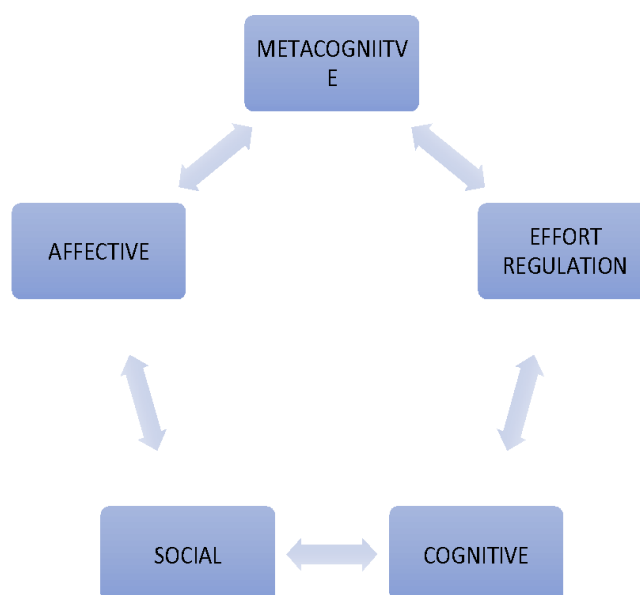 METACOGNIITV
E
AFFECTIVE
EFFORT
REGULATION
SOCIAL
COGNITIVE